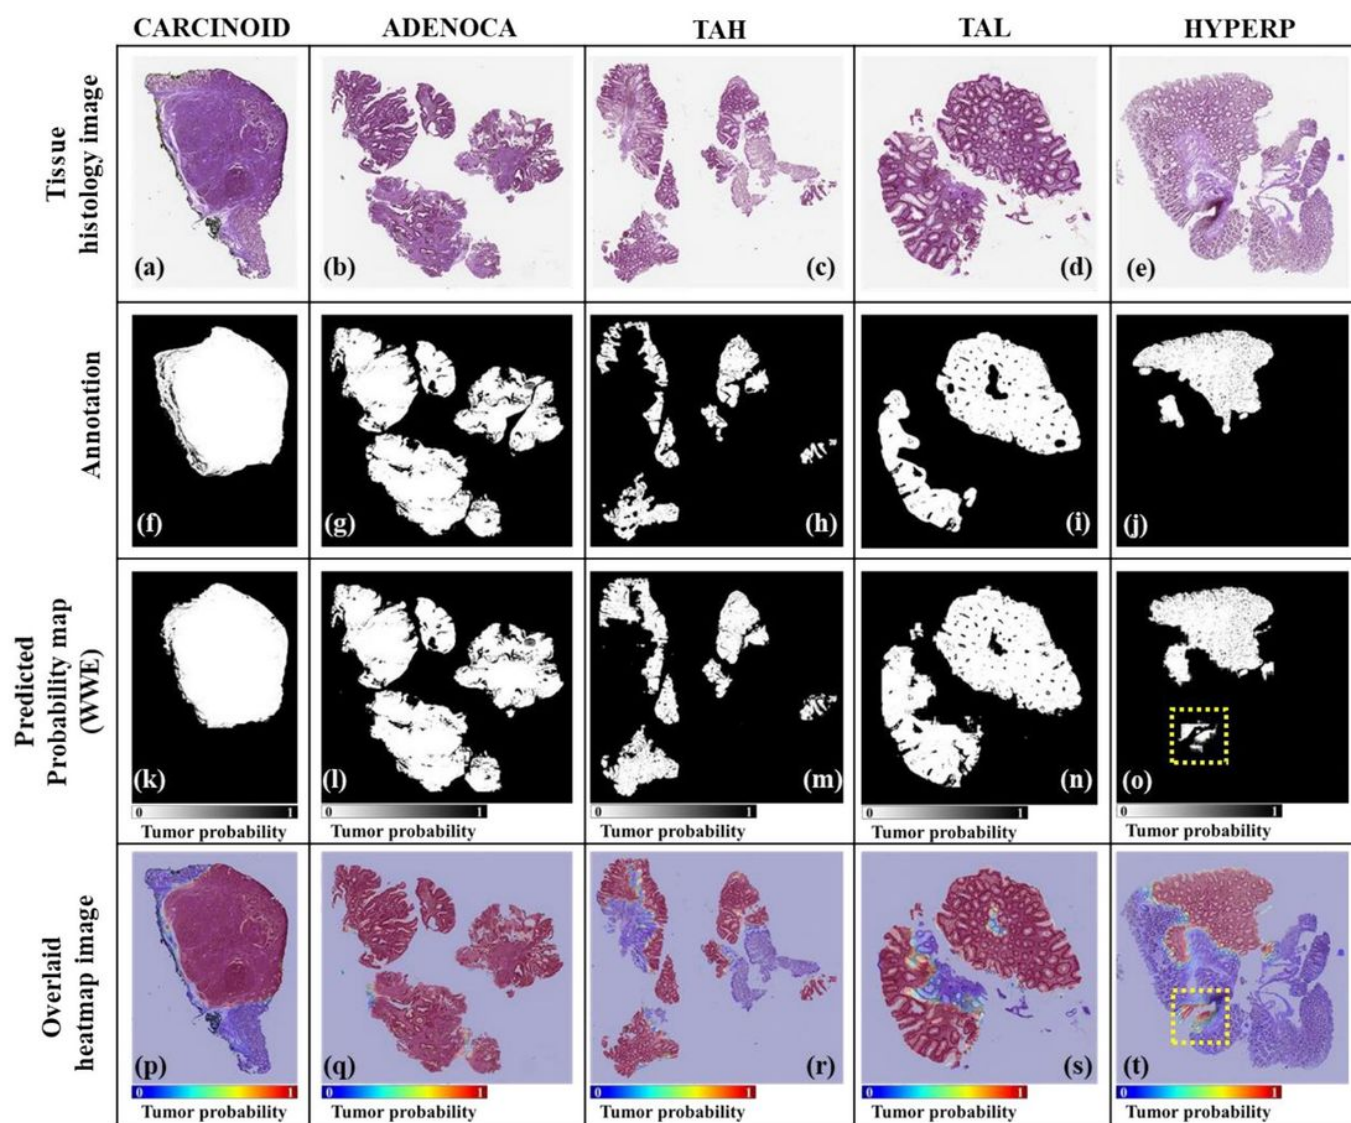 CARCINOID ADENOCA TAH TAL HYPERP
Tissue
histology image
(a) (b) (c) (d) (e)
Annotation
(f) (g) (h) (i) (j)
Predicted
Probability map
(WWE)
(k) (l) (m) (n) (o)
0 1 0 1 0 1 0 1 0 1
Tumor probability Tumor probability Tumor probability Tumor probability Tumor probability
Overlaid
heatmap image
(p) (q) (r) (s) (t)
0 1 0 1 0 1 0 1 0 1
Tumor probability Tumor probability Tumor probability Tumor probability Tumor probability